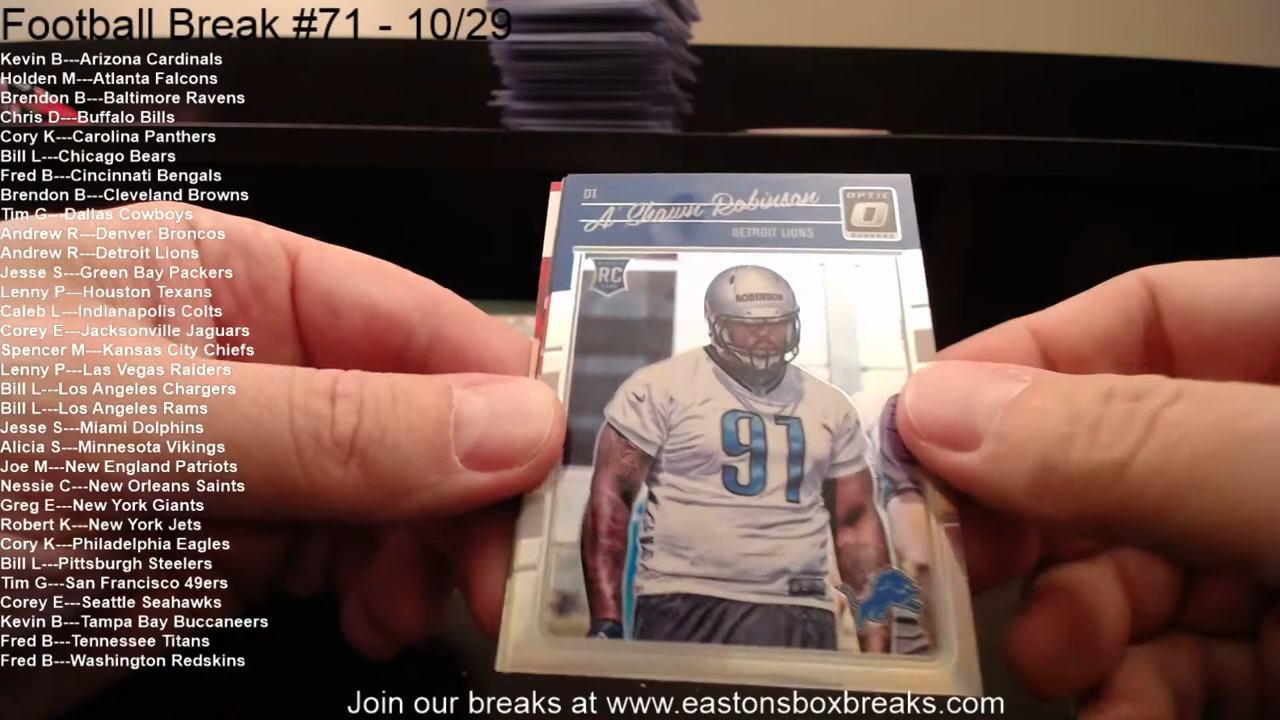 Football Break #71 - 10/29
Kevin B---Arizona Cardinals
Holden M---Atlanta Falcons
Brendon B---Baltimore Ravens
Chris D---Buffalo Bills
Cory K---Carolina Panthers
Bill L---Chicago Bears
Fred B---Cincinnati Bengals
Brendon B---Cleveland Browns
Tim G---Dallas Cowboys
Andrew R---Denver Broncos
Andrew R---Detroit Lions
Jesse S---Green Bay Packers
Lenny P---Houston Texans
Caleb L---Indianapolis Colts
Corey E---Jacksonville Jaguars
Spencer M---Kansas City Chiefs
Lenny P---Las Vegas Raiders
Bill L---Los Angeles Chargers
Bill L---Los Angeles Rams
Jesse S---Miami Dolphins
Alicia S---Minnesota Vikings
Joe M---New England Patriots
Nessie C---New Orleans Saints
Greg E---New York Giants
Robert K---New York Jets
Cory K---Philadelphia Eagles
Bill L---Pittsburgh Steelers
Tim G---San Francisco 49ers
Corey E---Seattle Seahawks
Kevin B---Tampa Bay Buccaneers
Fred B---Tennessee Titans
Fred B---Washington Redskins
DT
A'Shawn Robinson
DETROIT LIONS
OPTIC
RC
ROBINSON
91
Join our breaks at www.eastonsboxbreaks.com